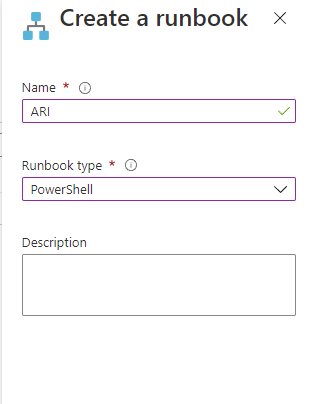 Create a runbook
Name *
ARI
Runbook type *
PowerShell
Description